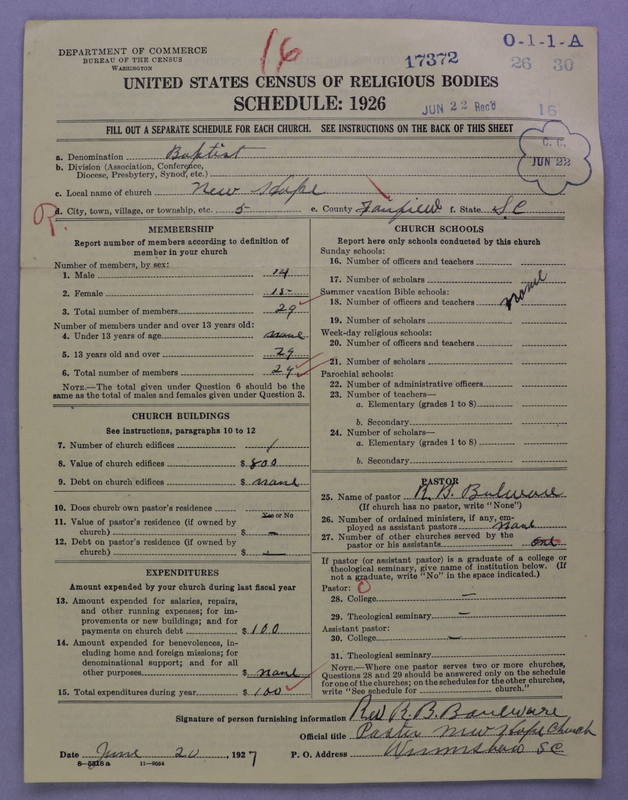 DEPARTMENT OF COMMERCE
BUREAU OF THE CENSUS
WASHINGTON
16
17372
O-1-1-A
26 30
UNITED STATES CENSUS OF RELIGIOUS BODIES
SCHEDULE: 1926
JUN 22 Rec'd
16
FILL OUT A SEPARATE SCHEDULE FOR EACH CHURCH. SEE INSTRUCTIONS ON THE BACK OF THIS SHEET
C. C.
JUN 22
a. Denomination Baptist
b. Division (Association, Conference, Diocese, Presbytery, Synod, etc.)
c. Local name of church New Hope
R.
d. City, town, village, or township, etc. 5 e. County Fairfield f. State S.C
MEMBERSHIP
Report number of members according to definition of member in your church
Number of members, by sex:
1. Male 14
2. Female 15
3. Total number of members 29
Number of members under and over 13 years old:
4. Under 13 years of age none
5. 13 years old and over 29
6. Total number of members 29
NOTE.—The total given under Question 6 should be the same as the total of males and females given under Question 3.
CHURCH BUILDINGS
See instructions, paragraphs 10 to 12
7. Number of church edifices 1
8. Value of church edifices $ 800
9. Debt on church edifices $ none
10. Does church own pastor's residence Yes or No
11. Value of pastor's residence (if owned by church) $ —
12. Debt on pastor's residence (if owned by church) $ —
EXPENDITURES
Amount expended by your church during last fiscal year
13. Amount expended for salaries, repairs, and other running expenses; for improvements or new buildings; and for payments on church debt $ 100
14. Amount expended for benevolences, including home and foreign missions; for denominational support; and for all other purposes $ none
15. Total expenditures during year $ 100
CHURCH SCHOOLS
Report here only schools conducted by this church
Sunday schools:
16. Number of officers and teachers
17. Number of scholars
none
Summer vacation Bible schools:
18. Number of officers and teachers
19. Number of scholars
Week-day religious schools:
20. Number of officers and teachers
21. Number of scholars
Parochial schools:
22. Number of administrative officers
23. Number of teachers—
a. Elementary (grades 1 to 8)
b. Secondary
24. Number of scholars—
a. Elementary (grades 1 to 8)
b. Secondary
PASTOR
25. Name of pastor R. B. Bulware
(If church has no pastor, write "None")
26. Number of ordained ministers, if any, employed as assistant pastors none
27. Number of other churches served by the pastor or his assistants one
If pastor (or assistant pastor) is a graduate of a college or theological seminary, give name of institution below. (If not a graduate, write "No" in the space indicated.)
Pastor: 0
28. College —
29. Theological seminary —
Assistant pastor:
30. College —
31. Theological seminary
NOTE.—Where one pastor serves two or more churches, Questions 28 and 29 should be answered only on the schedule for one of the churches; on the schedules for the other churches, write "See schedule for church."
Signature of person furnishing information Rev R. B. Bouleware
Official title Paster New Hope Church
Date June 20, 1927 P. O. Address Winnsboro SC
8-5818a 11-9054